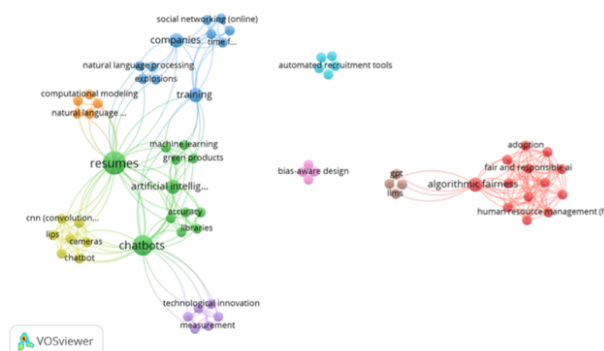 social networking (online)
companies
time f...
natural language processing
explosions
automated recruitment tools
computational modeling
training
natural language ...
machine learning
adoption
green products
resumes
fair and responsible ai
bias-aware design
gpt
artificial intellig...
algorithmic fairness
llms
accuracy
cnn (convolution...
human resource management (h
libraries
lips
cameras
chatbots
chatbot
technological innovation
measurement
VOSviewer